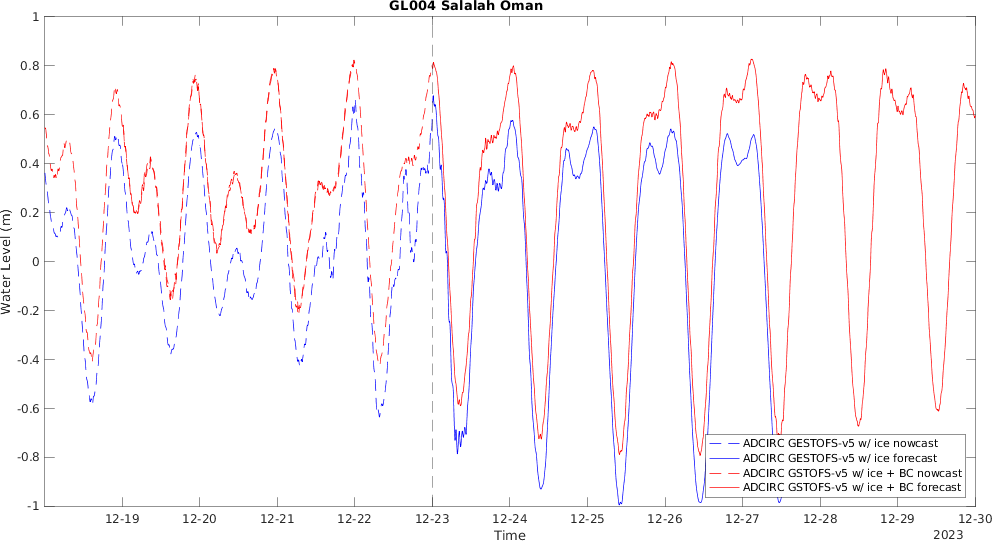 GL004 Salalah Oman
1
0.8
0.6
0.4
0.2
0
-0.2
-0.4
-0.6
-0.8
-1
Water Level (m)
ADCIRC GESTOFS-v5 w/ ice nowcast
ADCIRC GESTOFS-v5 w/ ice forecast
ADCIRC GSTOFS-v5 w/ ice + BC nowcast
ADCIRC GSTOFS-v5 w/ ice + BC forecast
12-19 12-20 12-21 12-22 12-23 12-24 12-25 12-26 12-27 12-28 12-29 12-30
Time
2023